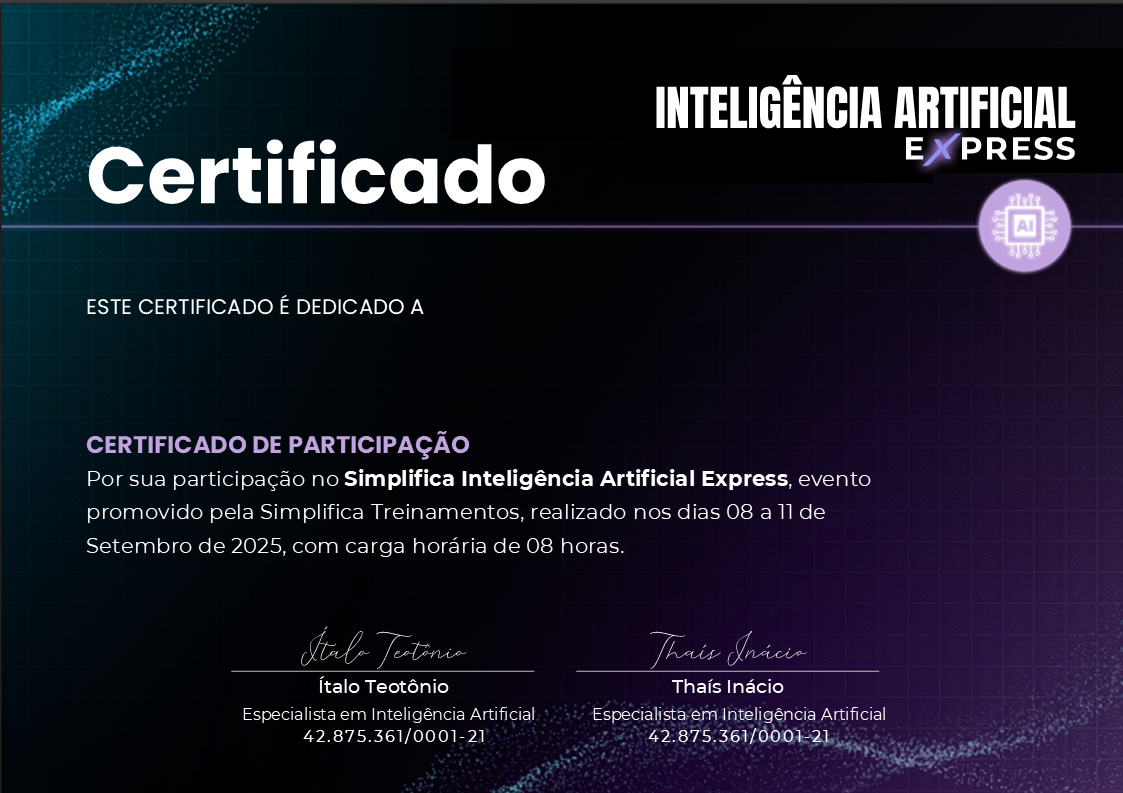 INTELIGÊNCIA ARTIFICIAL
EXPRESS
Certificado
AI
ESTE CERTIFICADO É DEDICADO A
CERTIFICADO DE PARTICIPAÇÃO
Por sua participação no Simplifica Inteligência Artificial Express, evento
promovido pela Simplifica Treinamentos, realizado nos dias 08 a 11 de
Setembro de 2025, com carga horária de 08 horas.
Ítalo Teotônio
Thaís Inácio
Ítalo Teotônio
Thaís Inácio
Especialista em Inteligência Artificial
Especialista em Inteligência Artificial
42.875.361/0001-21
42.875.361/0001-21